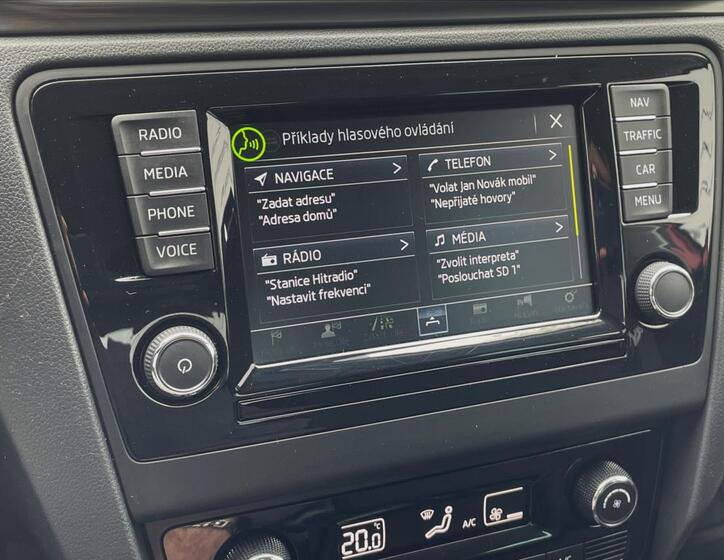 RADIO
MEDIA
PHONE
VOICE
Příklady hlasového ovládání
NAVIGACE
"Zadat adresu"
"Adresa domů"
TELEFON
"Volat Jan Novák mobil"
"Nepřijaté hovory"
RÁDIO
"Stanice Hitradio"
"Nastavit frekvenci"
MÉDIA
"Zvolit interpreta"
"Poslouchat SD 1"
NAV
TRAFFIC
CAR
MENU
20.0 °C
A/C